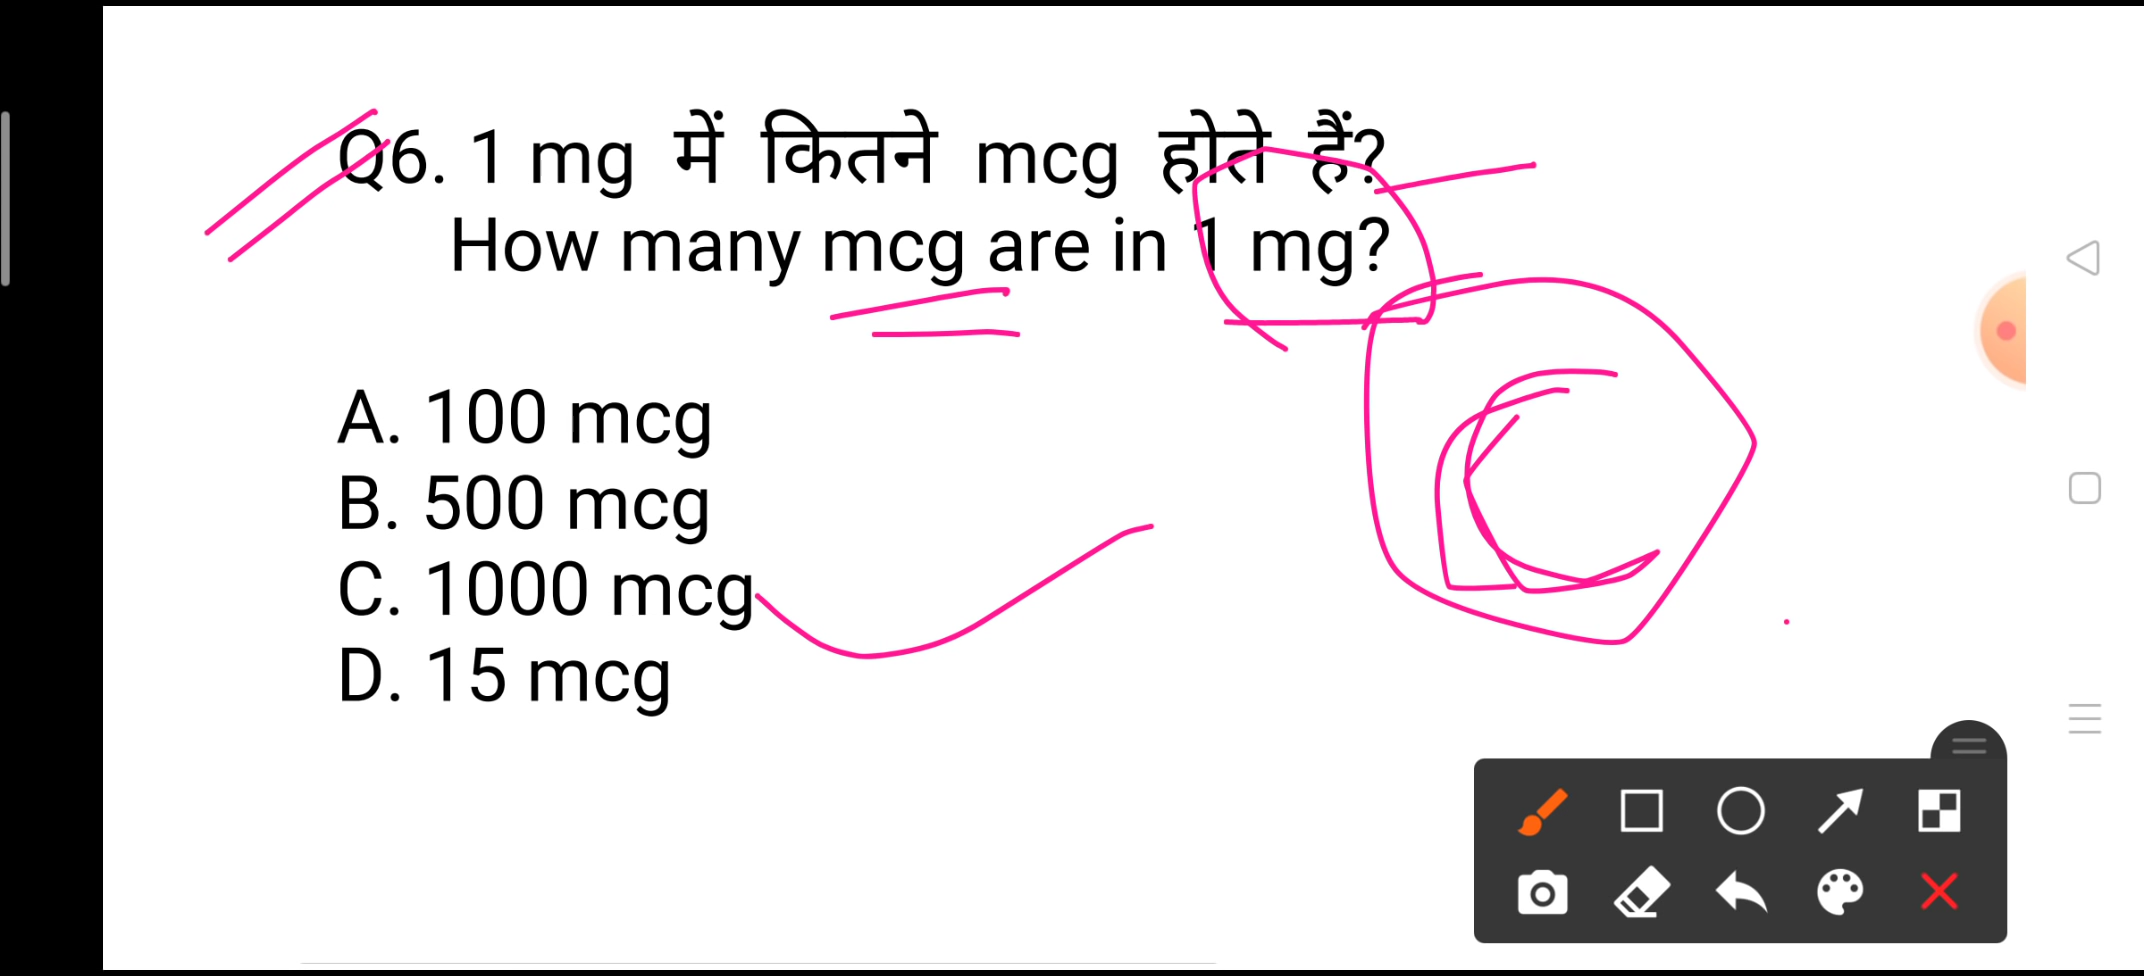 Q6. 1 mg में कितने mcg होते हैं?
How many mcg are in 1 mg?
A. 100 mcg
B. 500 mcg
C. 1000 mcg
D. 15 mcg
C